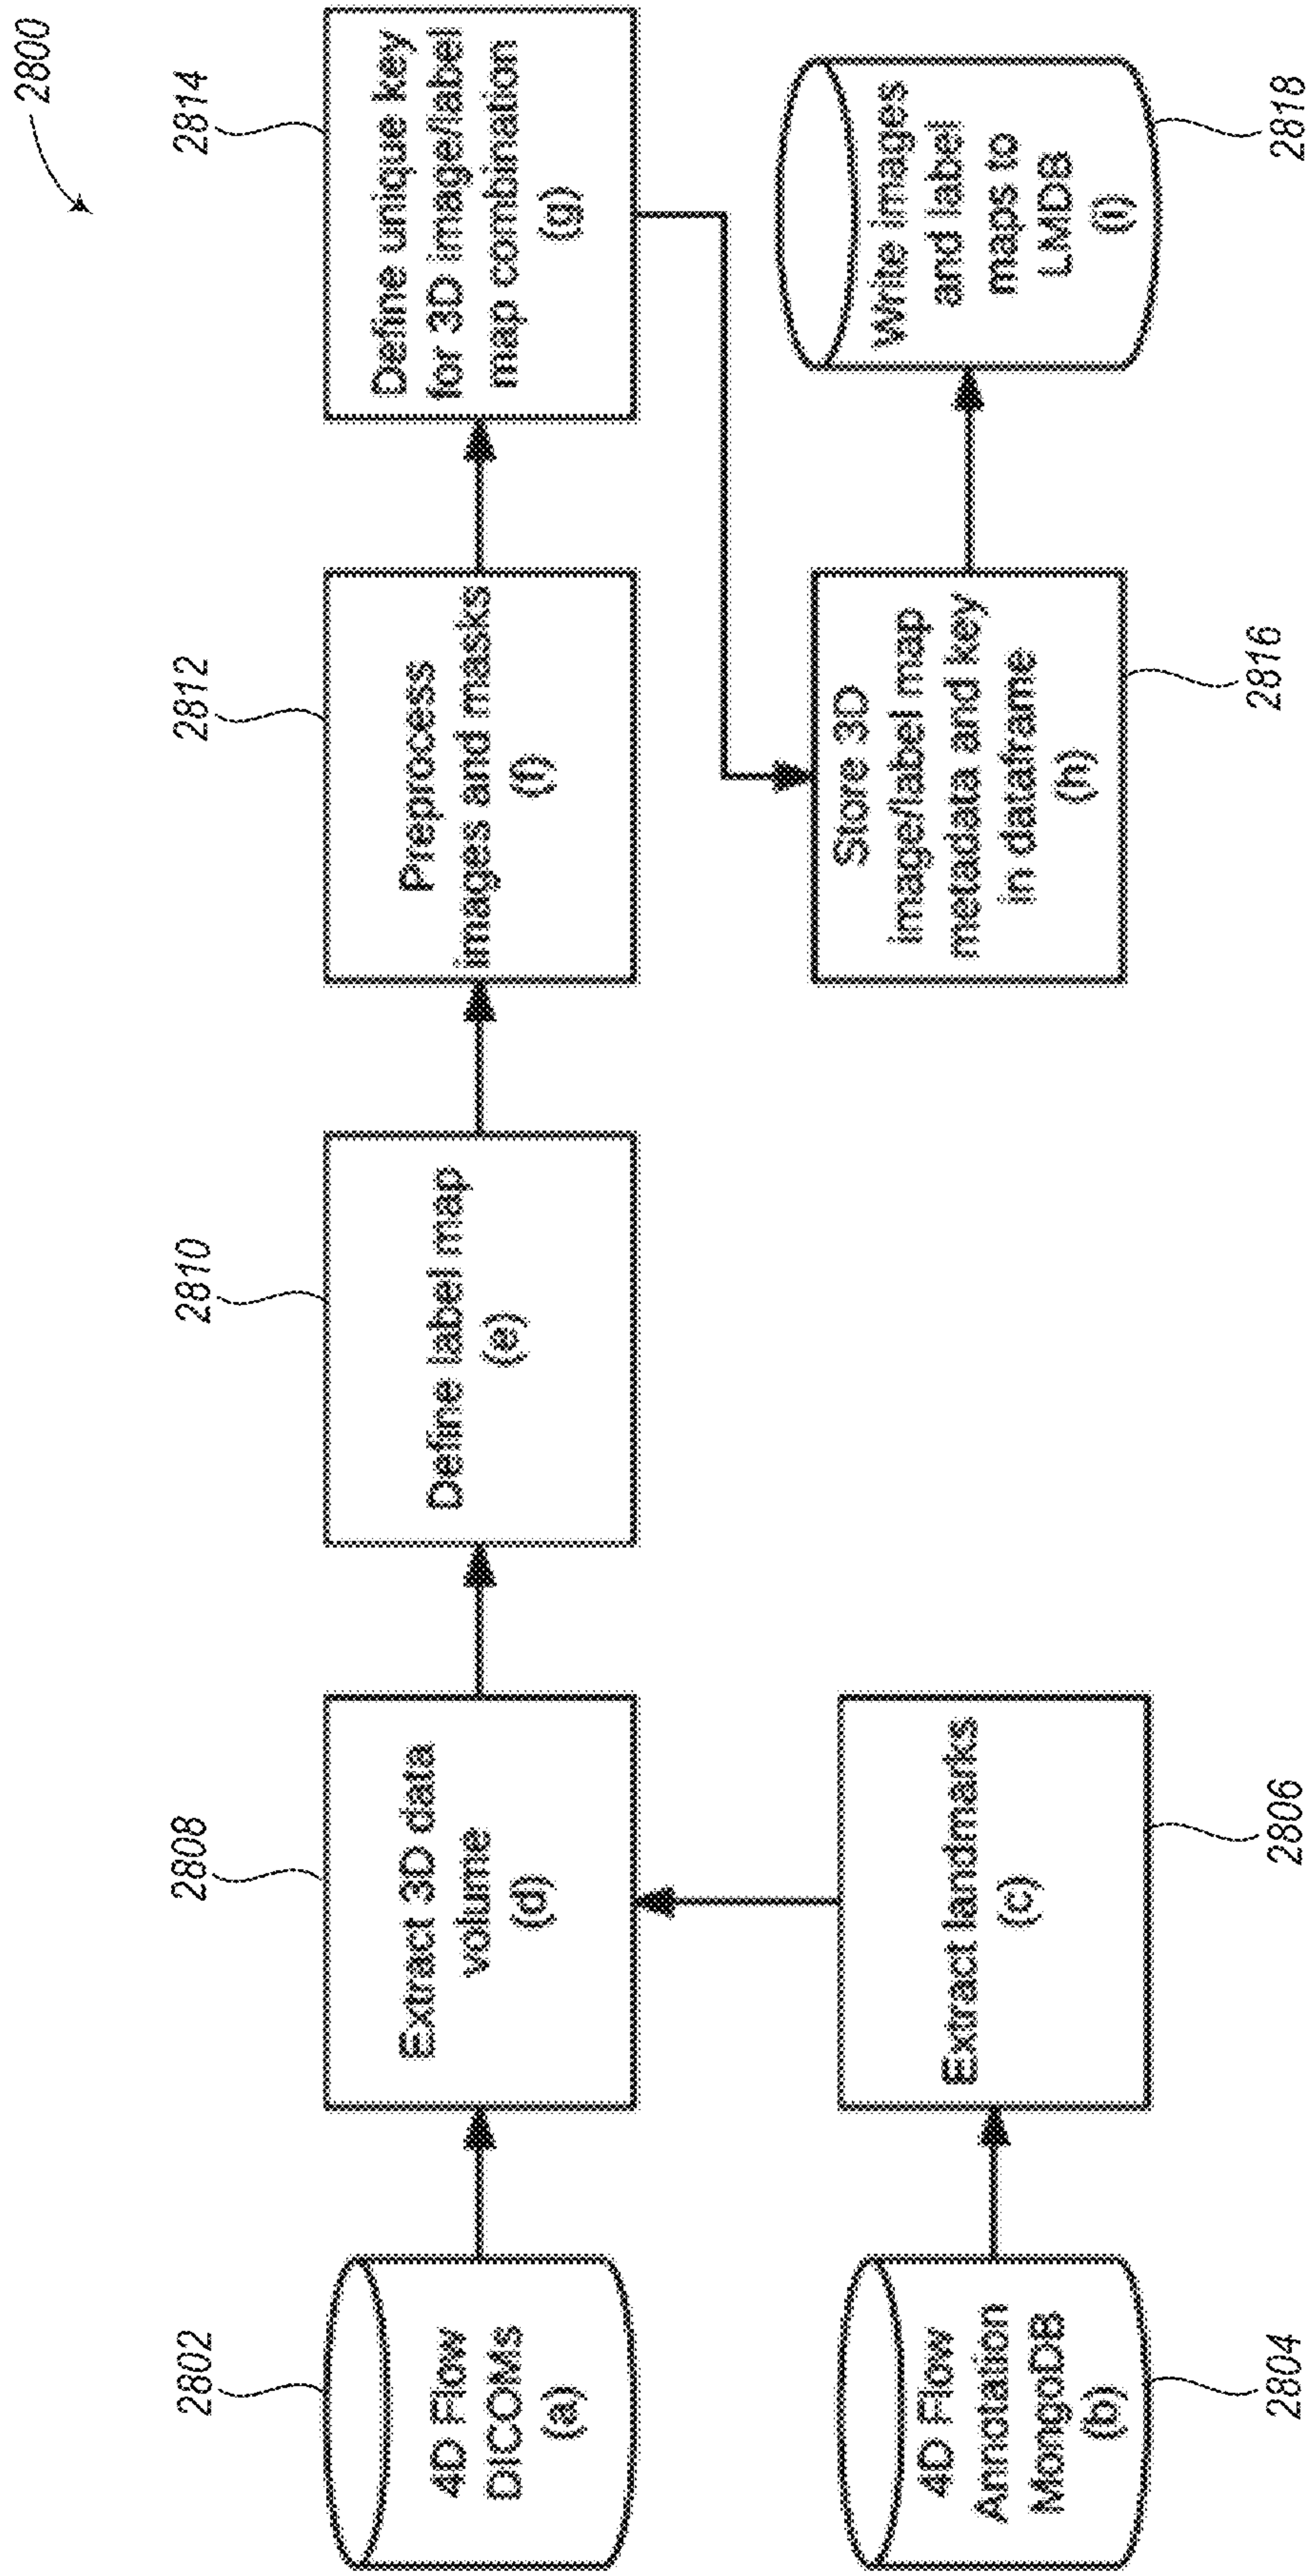 2800
2802
4D Flow
DICOMs
(a)
2808
Extract 3D data
volume
(d)
2810
Define label map
(e)
2812
Preprocess
images and masks
(f)
2814
Define unique key
for 3D image/label
map combination
(g)
4D Flow
Annotation
MongoDB
(b)
2804
Extract landmarks
(c)
2806
Store 3D
image/label map
metadata and key
in dataframe
(h)
2816
Write images
and label
maps to
LMDB
(i)
2818